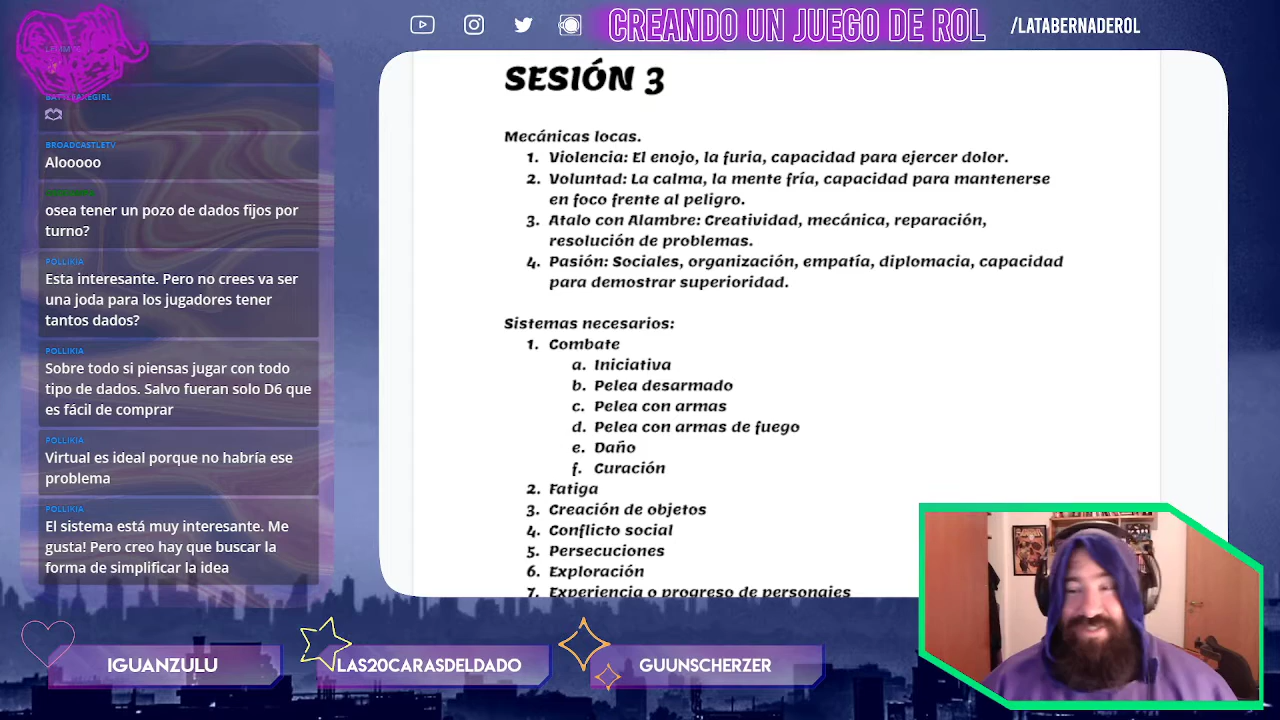 CREANDO UN JUEGO DE ROL
/LATABERNADEROL
BATTLEAXEGIRL
BROADCASTLETV
Alooooo
osea tener un pozo de dados fijos por
turno?
POLLIKIA
Esta interesante. Pero no crees va ser
una joda para los jugadores tener
tantos dados?
POLLIKIA
Sobre todo si piensas jugar con todo
tipo de dados. Salvo fueran solo D6 que
es fácil de comprar
POLLIKIA
Virtual es ideal porque no habría ese
problema
POLLIKIA
El sistema está muy interesante. Me
gusta! Pero creo hay que buscar la
forma de simplificar la idea
SESIÓN 3
Mecánicas locas.
1. Violencia: El enojo, la furia, capacidad para ejercer dolor.
2. Voluntad: La calma, la mente fría, capacidad para mantenerse
en foco frente al peligro.
3. Atalo con Alambre: Creatividad, mecánica, reparación,
resolución de problemas.
4. Pasión: Sociales, organización, empatía, diplomacia, capacidad
para demostrar superioridad.
Sistemas necesarios:
1. Combate
a. Iniciativa
b. Pelea desarmado
c. Pelea con armas
d. Pelea con armas de fuego
e. Daño
f. Curación
2. Fatiga
3. Creación de objetos
4. Conflicto social
5. Persecuciones
6. Exploración
7. Experiencia o progreso de personajes
IGUANZULU
LAS20CARASDELDADO
GUUNSCHERZER